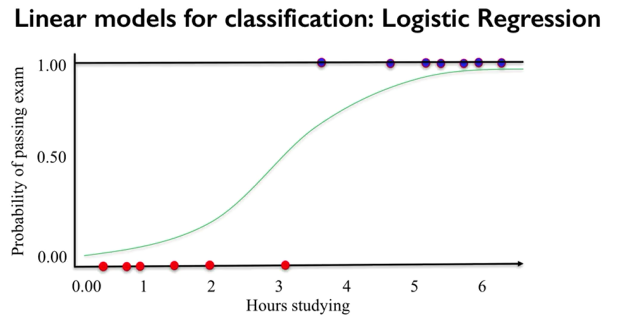 Linear models for classification: Logistic Regression
Probability of passing exam
1.00
0.50
0.00
0.00 1 2 3 4 5 6
Hours studying